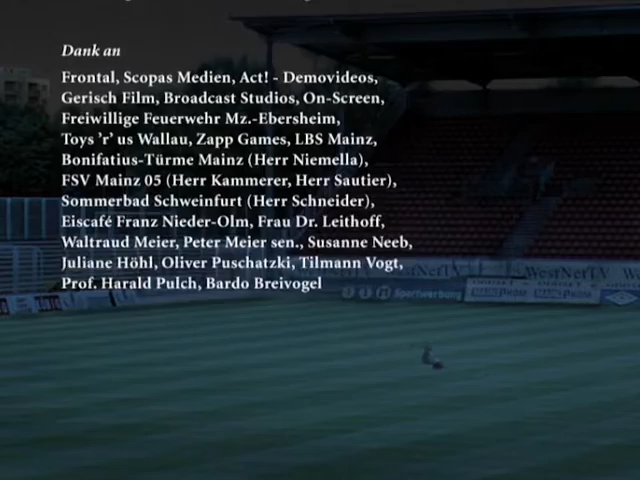 Dank an
Frontal, Scopas Medien, Act! - Demovideos,
Gerisch Film, Broadcast Studios, On-Screen,
Freiwillige Feuerwehr Mz.-Ebersheim,
Toys 'r' us Wallau, Zapp Games, LBS Mainz,
Bonifatius-Türme Mainz (Herr Niemella),
FSV Mainz 05 (Herr Kammerer, Herr Sautier),
Sommerbad Schweinfurt (Herr Schneider),
Eiscafé Franz Nieder-Olm, Frau Dr. Leithoff,
Waltraud Meier, Peter Meier sen., Susanne Neeb,
Juliane Höhl, Oliver Puschatzki, Tilmann Vogt,
Prof. Harald Pulch, Bardo Breivogel
WestNetTV WestNetTV
Sportwerbung